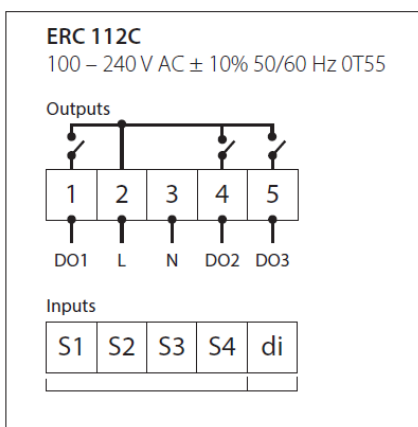 ERC 112C
100 – 240 V AC ± 10% 50/60 Hz 0T55
Outputs
1 2 3 4 5
DO1 L N DO2 DO3
Inputs
S1 S2 S3 S4 di